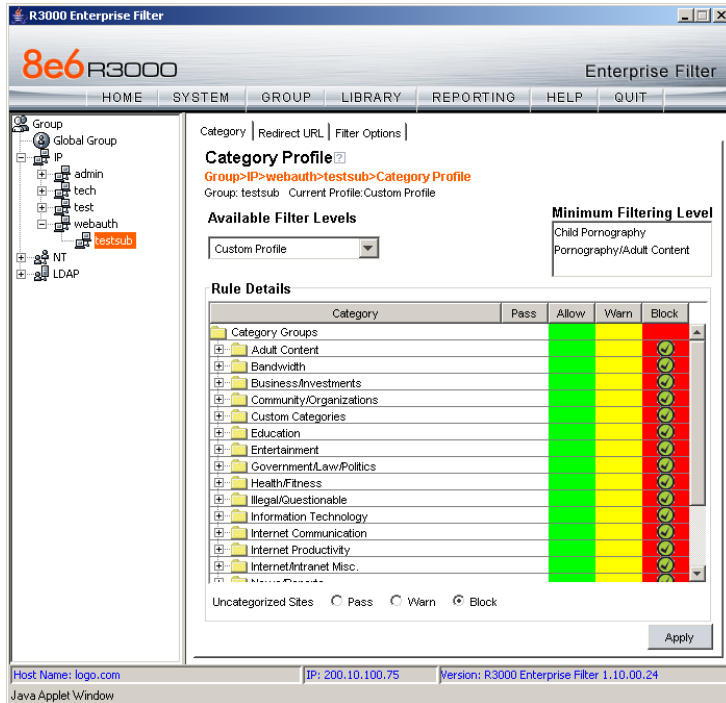 R3000 Enterprise Filter
8e6 R3000
Enterprise Filter
HOME SYSTEM GROUP LIBRARY REPORTING HELP QUIT
Group
Global Group
IP
admin
tech
test
webauth
testsub
NT
LDAP
Category Redirect URL Filter Options
Category Profile ?
Group>IP>webauth>testsub>Category Profile
Group: testsub Current Profile:Custom Profile
Available Filter Levels
Custom Profile
Minimum Filtering Level
Child Pornography
Pornography/Adult Content
Rule Details
Category Pass Allow Warn Block
Category Groups
Adult Content
Bandwidth
Business/Investments
Community/Organizations
Custom Categories
Education
Entertainment
Government/Law/Politics
Health/Fitness
Illegal/Questionable
Information Technology
Internet Communication
Internet Productivity
Internet/Intranet Misc.
Uncategorized Sites Pass Warn Block
Apply
Host Name: logo.com IP: 200.10.100.75 Version: R3000 Enterprise Filter 1.10.00.24
Java Applet Window